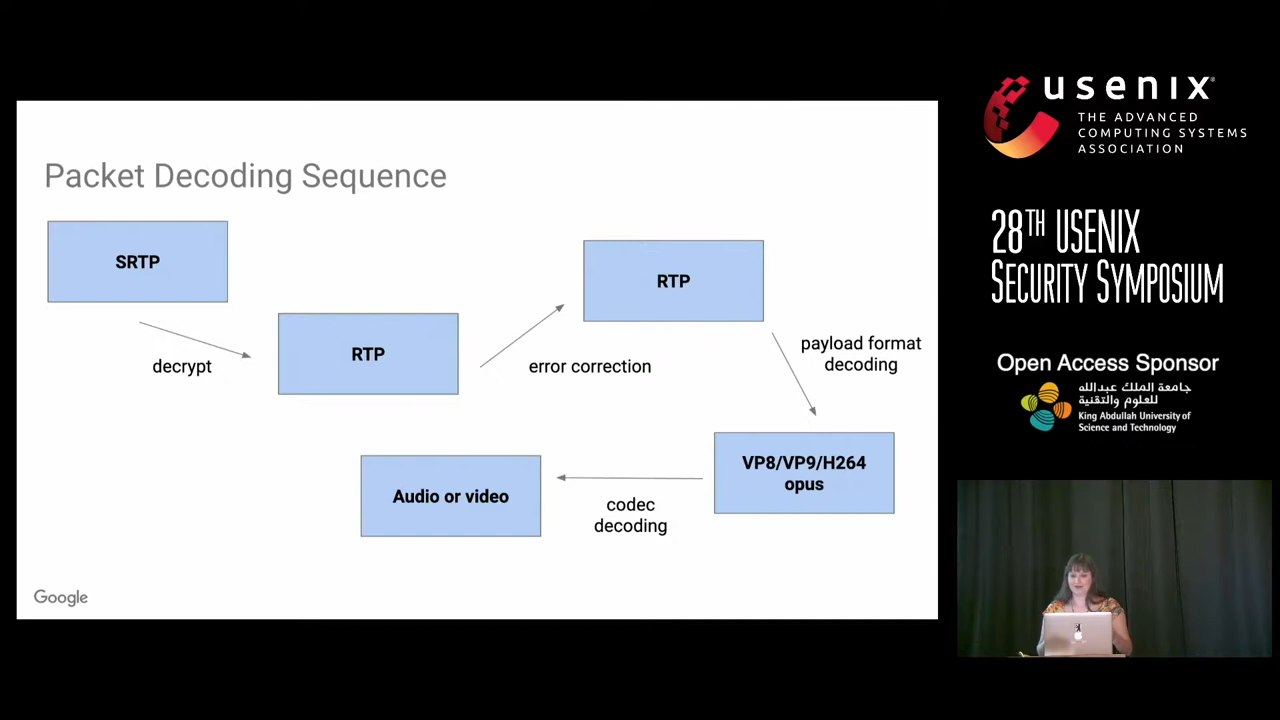 Packet Decoding Sequence
SRTP
decrypt
RTP
error correction
RTP
payload format
decoding
VP8/VP9/H264
opus
codec
decoding
Audio or video
Google
usenix
THE ADVANCED
COMPUTING SYSTEMS
ASSOCIATION
28TH USENIX
SECURITY SYMPOSIUM
Open Access Sponsor
جامعة الملك عبدالله
للعلوم والتقنية
King Abdullah University of
Science and Technology